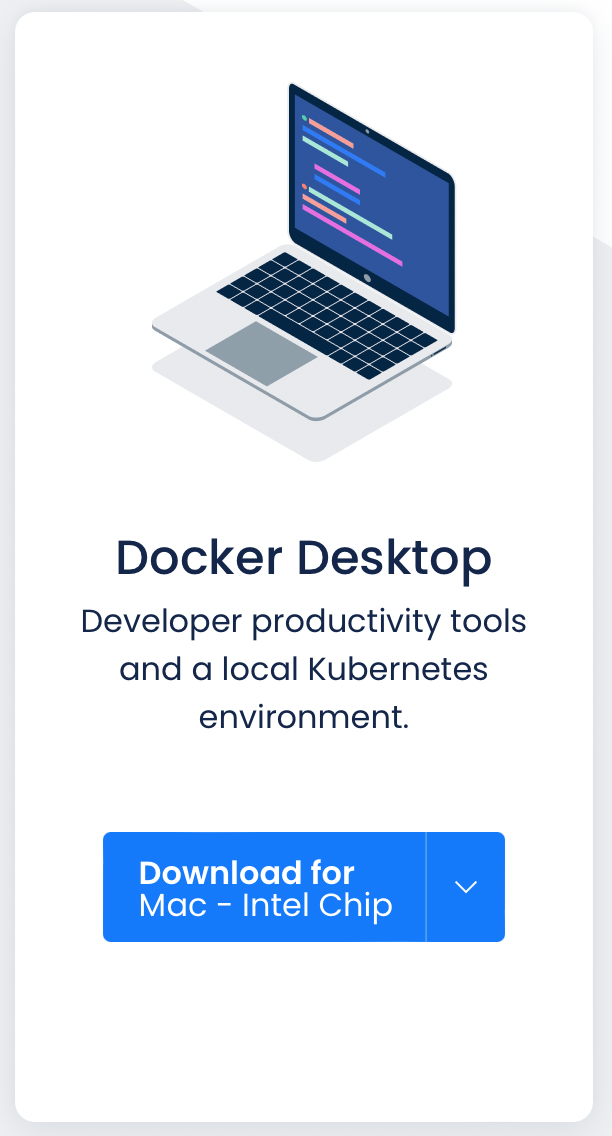 Docker Desktop
Developer productivity tools
and a local Kubernetes
environment.
Download for
Mac - Intel Chip